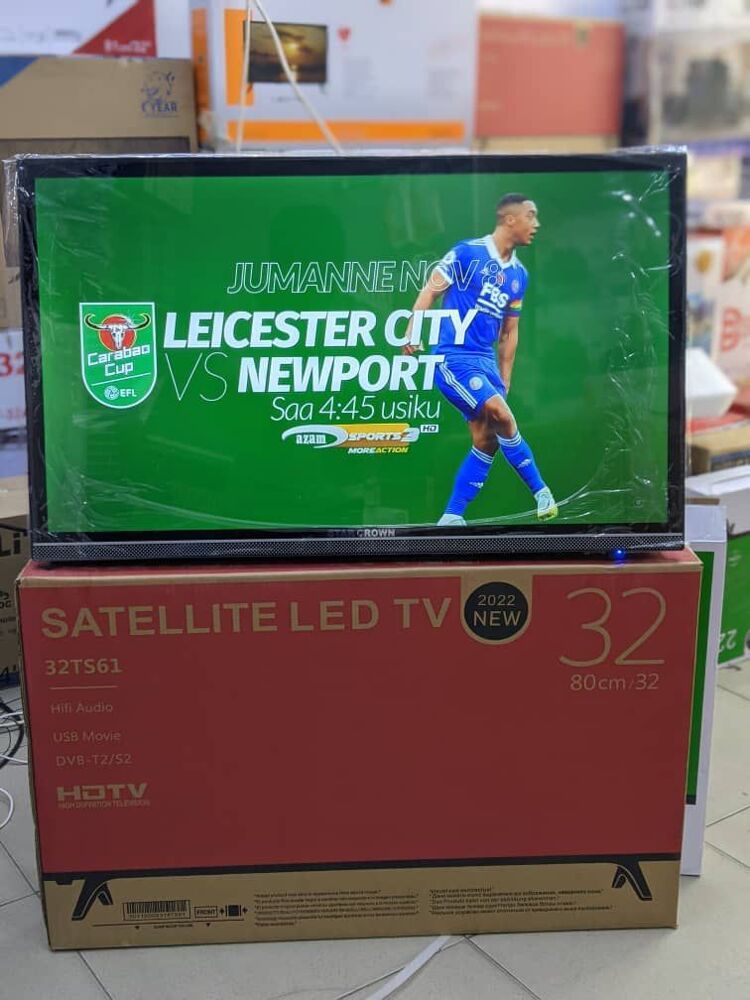 YEAR
JUMANNE NOV 8
LEICESTER CITY
VS NEWPORT
Saa 4:45 usiku
Carabao
Cup
EFL
FBS
azam SPORTS 2 HD
MORE ACTION
STAR CROWN
SATELLITE LED TV
2022
NEW
32
80cm/32
32TS61
Hifi Audio
USB Movie
DVB-T2/S2
HDTV
HIGH DEFINITION TELEVISION
FRONT